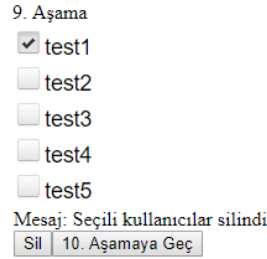 9. Aşama
test1
test2
test3
test4
test5
Mesaj: Seçili kullanıcılar silindi
Sil 10. Aşamaya Geç